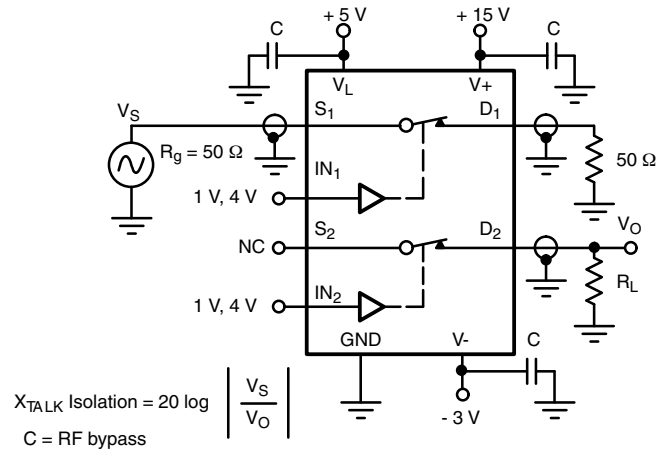 + 5 V
+ 15 V
C
C
V_L
V+
V_S
S_1
D_1
R_g = 50 Ω
50 Ω
IN_1
1 V, 4 V
S_2
D_2
V_O
NC
R_L
IN_2
1 V, 4 V
GND
V-
C
X_TALK Isolation = 20 log | V_S / V_O |
- 3 V
C = RF bypass